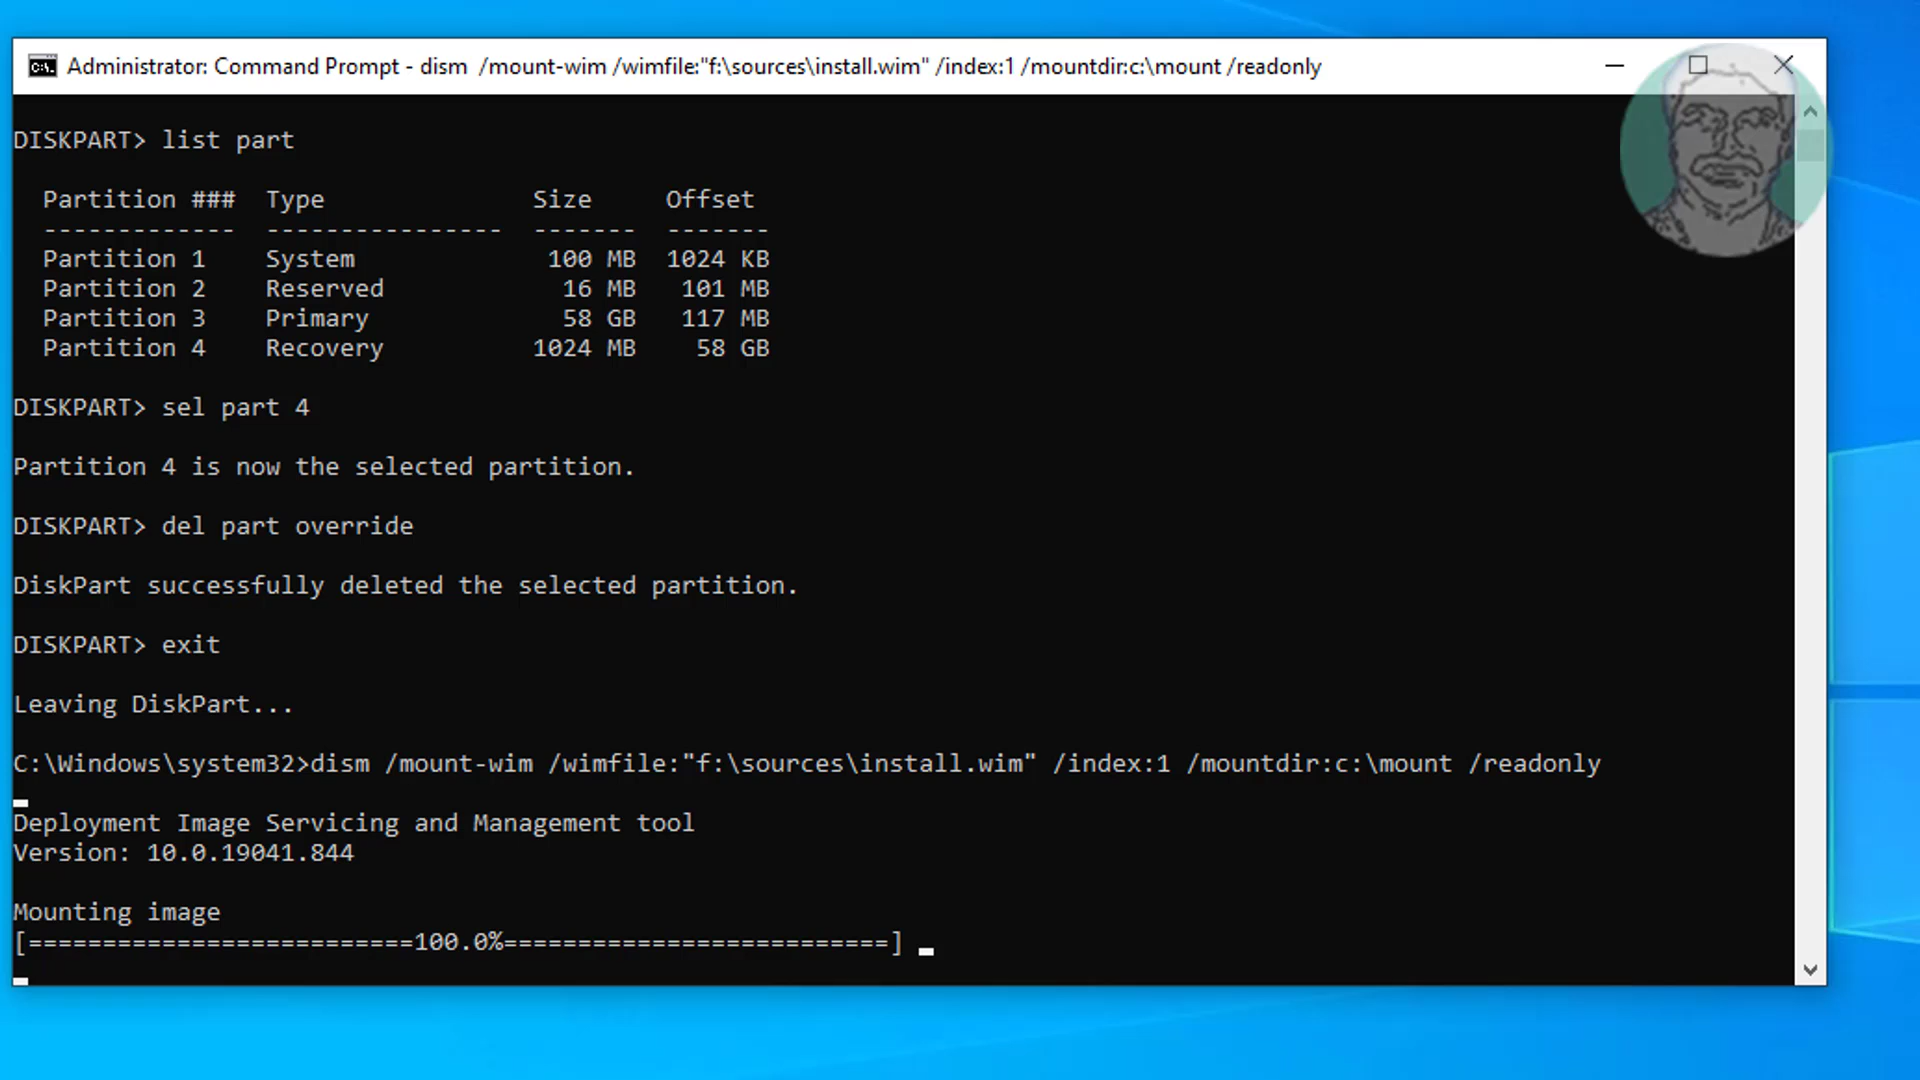 Administrator: Command Prompt - dism  /mount-wim /wimfile:"f:\sources\install.wim" /index:1 /mountdir:c:\mount /readonly
DISKPART> list part
  Partition ###  Type              Size     Offset
  -------------  ----------------  -------  -------
  Partition 1    System             100 MB  1024 KB
  Partition 2    Reserved            16 MB   101 MB
  Partition 3    Primary             58 GB   117 MB
  Partition 4    Recovery          1024 MB    58 GB
DISKPART> sel part 4
Partition 4 is now the selected partition.
DISKPART> del part override
DiskPart successfully deleted the selected partition.
DISKPART> exit
Leaving DiskPart...
C:\Windows\system32>dism /mount-wim /wimfile:"f:\sources\install.wim" /index:1 /mountdir:c:\mount /readonly
Deployment Image Servicing and Management tool
Version: 10.0.19041.844
Mounting image
[==========================100.0%==========================]